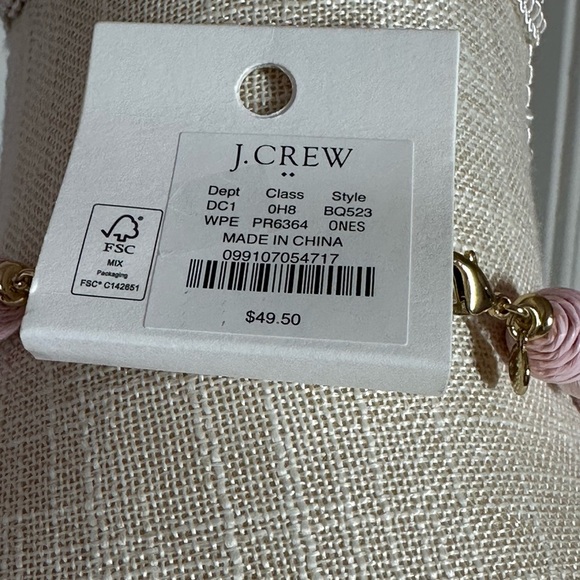 J.CREW
Dept Class Style
DC1 0H8 BQ523
WPE PR6364 0NES
MADE IN CHINA
099107054717
$49.50
FSC
MIX
Packaging
FSC® C142651